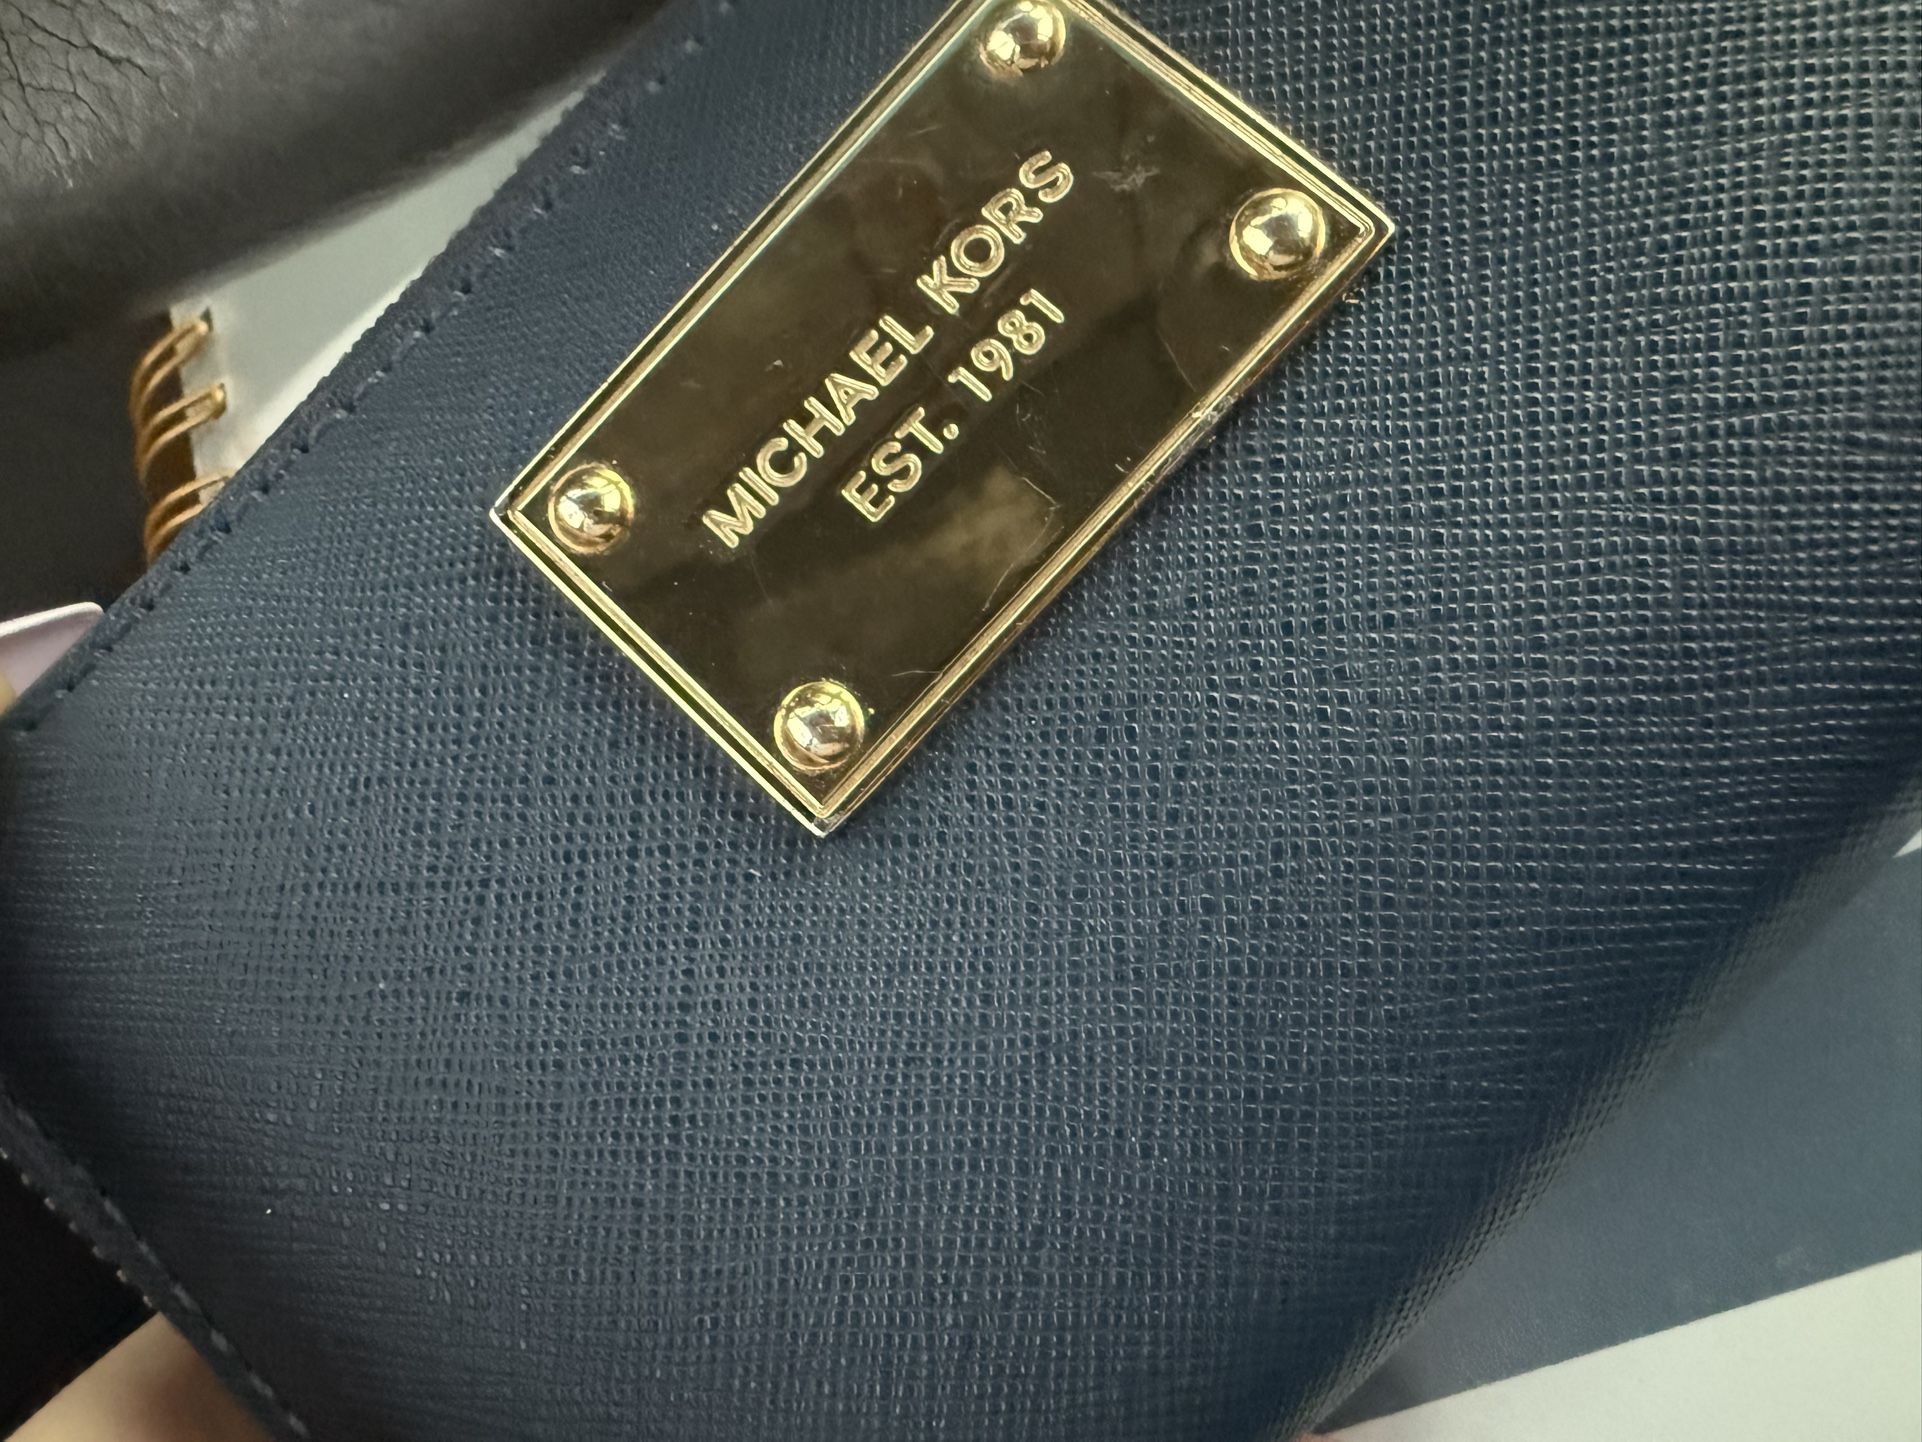 MICHAEL KORS
EST. 1981